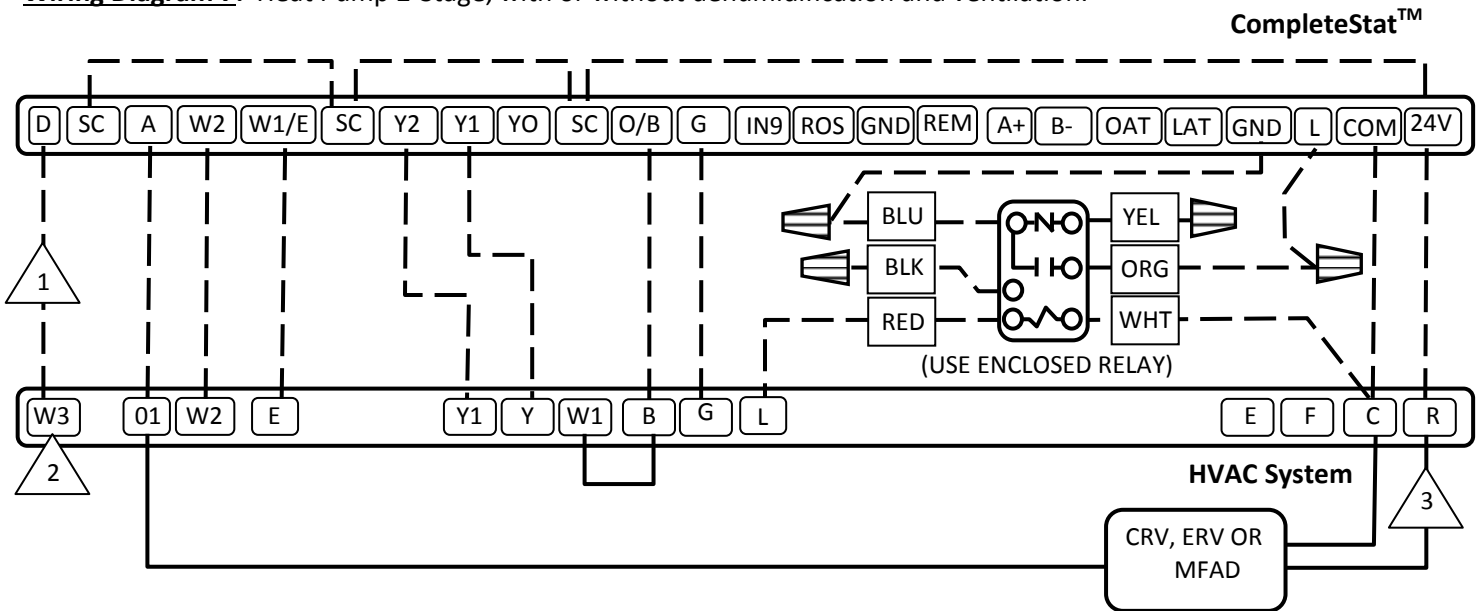 Wiring Diagram Heat Pump 2-Stage, with or without dehumidification and ventilation.
CompleteStat™
D SC A W2 W1/E SC Y2 Y1 YO SC O/B G IN9 ROS GND REM A+ B- OAT LAT GND L COM 24V
BLU YEL
1
BLK ORG
RED WHT
(USE ENCLOSED RELAY)
W3 01 W2 E Y1 Y W1 B G L E F C R
2
HVAC System
3
CRV, ERV OR
MFAD